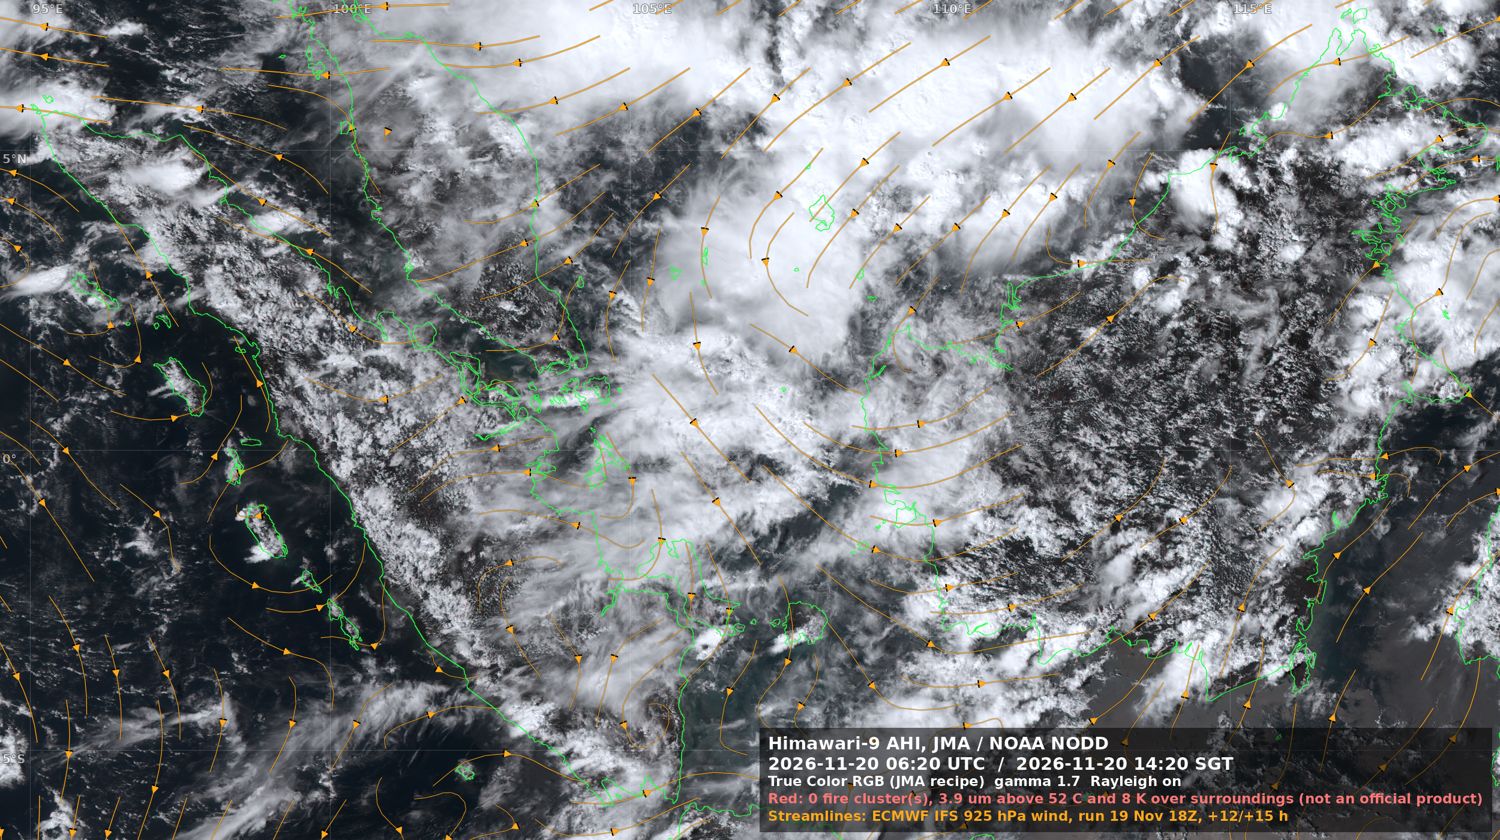 95°E
100°E
105°E
110°E
115°E
5°N
0°
5°S
Himawari-9 AHI, JMA / NOAA NODD
2026-11-20 06:20 UTC / 2026-11-20 14:20 SGT
True Color RGB (JMA recipe) gamma 1.7 Rayleigh on
Red: 0 fire cluster(s), 3.9 um above 52 C and 8 K over surroundings (not an official product)
Streamlines: ECMWF IFS 925 hPa wind, run 19 Nov 18Z, +12/+15 h